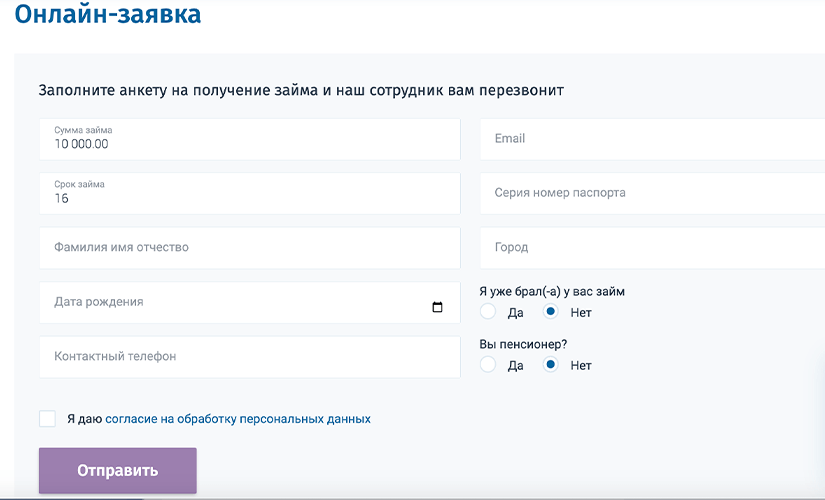 Онлайн-заявка
Заполните анкету на получение займа и наш сотрудник вам перезвонит
Сумма займа
10 000.00
Срок займа
16
Фамилия имя отчество
Дата рождения
Контактный телефон
Email
Серия номер паспорта
Город
Я уже брал(-а) у вас займ
Да Нет
Вы пенсионер?
Да Нет
Я даю согласие на обработку персональных данных
Отправить